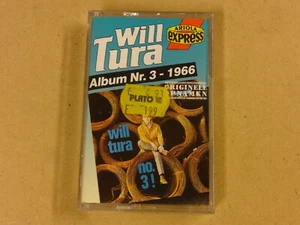 Will
Tura
ARIOLA
express
Album Nr. 3 - 1966
PLATO
will
tura
no.
3!